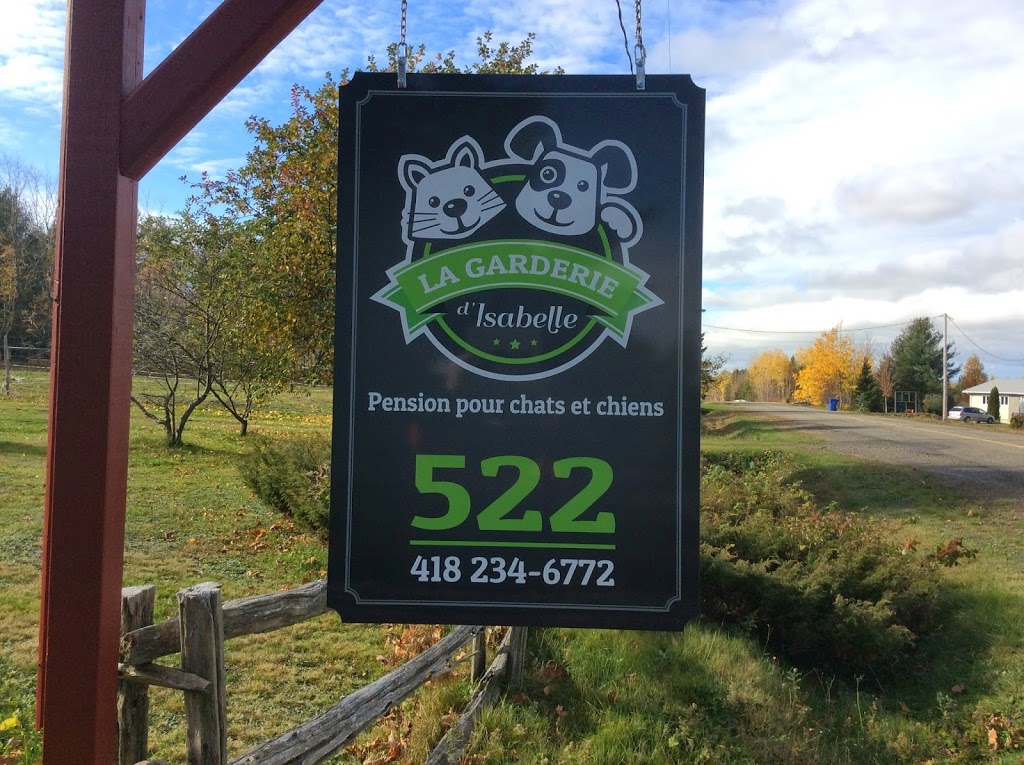 LA GARDERIE
d'Isabelle
Pension pour chats et chiens
522
418 234-6772